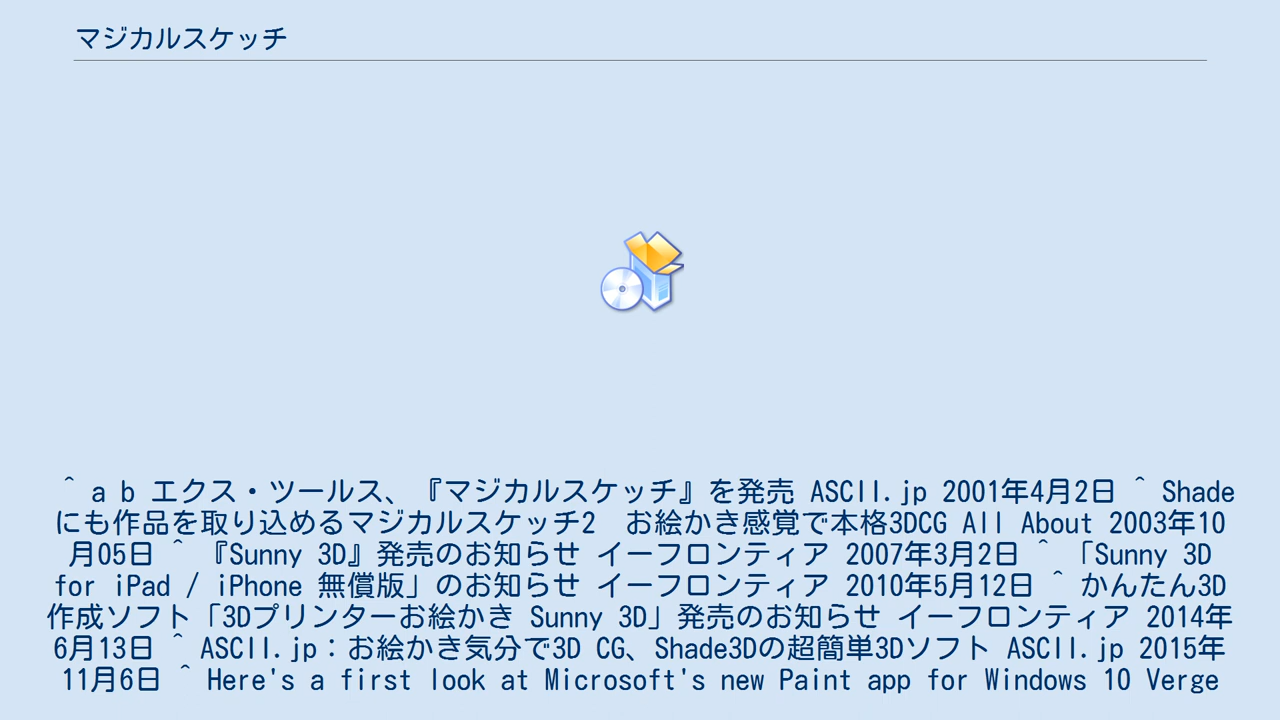 マジカルスケッチ
^ a b エクス・ツールス、『マジカルスケッチ』を発売 ASCII.jp 2001年4月2日 ^ Shade
にも作品を取り込めるマジカルスケッチ2　お絵かき感覚で本格3DCG All About 2003年10
月05日 ^ 『Sunny 3D』発売のお知らせ イーフロンティア 2007年3月2日 ^ 「Sunny 3D
for iPad / iPhone 無償版」のお知らせ イーフロンティア 2010年5月12日 ^ かんたん3D
作成ソフト「3Dプリンターお絵かき Sunny 3D」発売のお知らせ イーフロンティア 2014年
6月13日 ^ ASCII.jp：お絵かき気分で3D CG、Shade3Dの超簡単3Dソフト ASCII.jp 2015年
11月6日 ^ Here's a first look at Microsoft's new Paint app for Windows 10 Verge